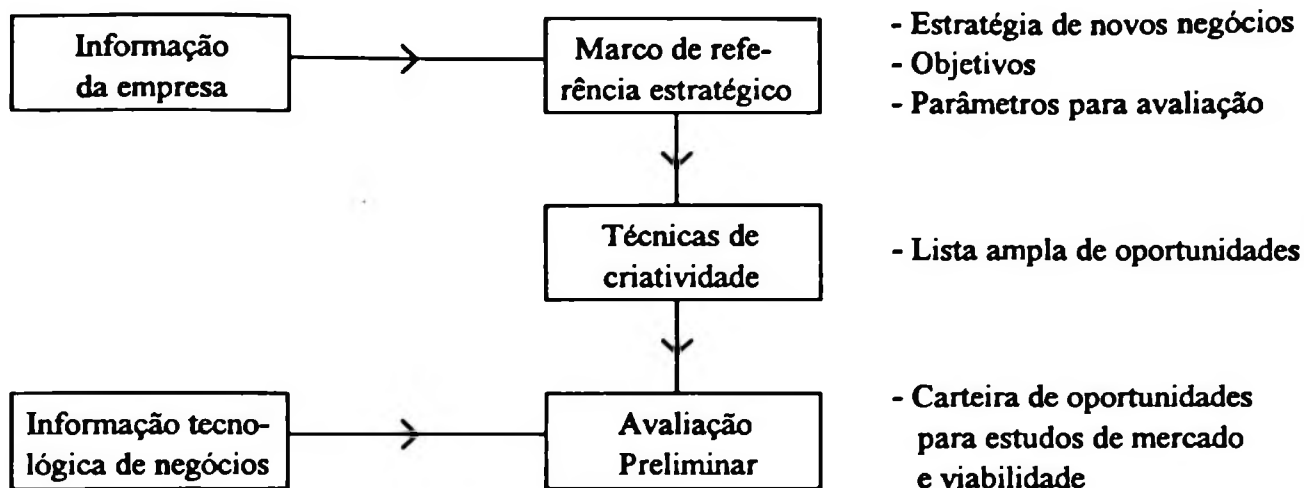 Informação
da empresa
Marco de refe-
rência estratégico
- Estratégia de novos negócios
- Objetivos
- Parâmetros para avaliação
Técnicas de
criatividade
- Lista ampla de oportunidades
Informação tecno-
lógica de negócios
Avaliação
Preliminar
- Carteira de oportunidades
para estudos de mercado
e viabilidade